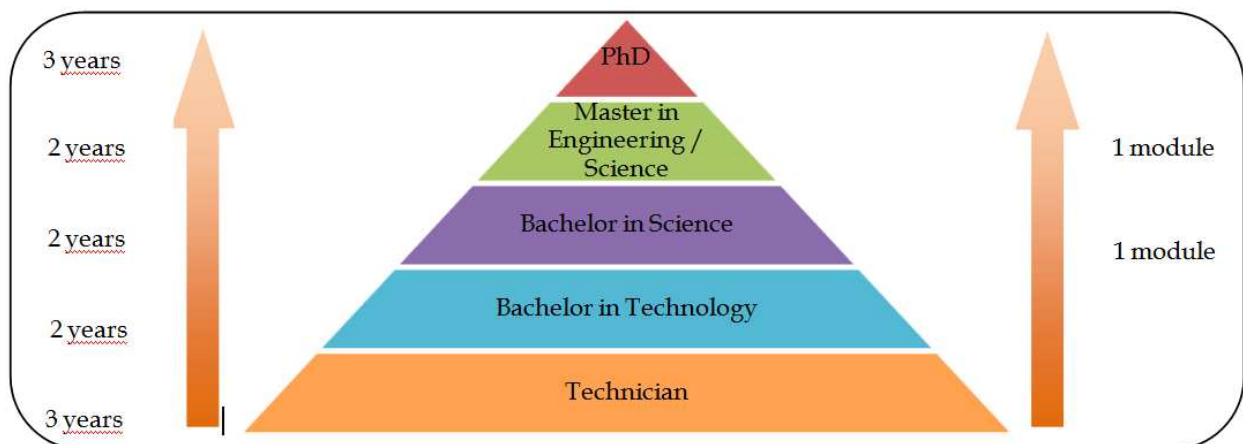 3 years
PhD
Master in
Engineering /
Science
2 years
1 module
Bachelor in Science
2 years
1 module
Bachelor in Technology
2 years
Technician
3 years